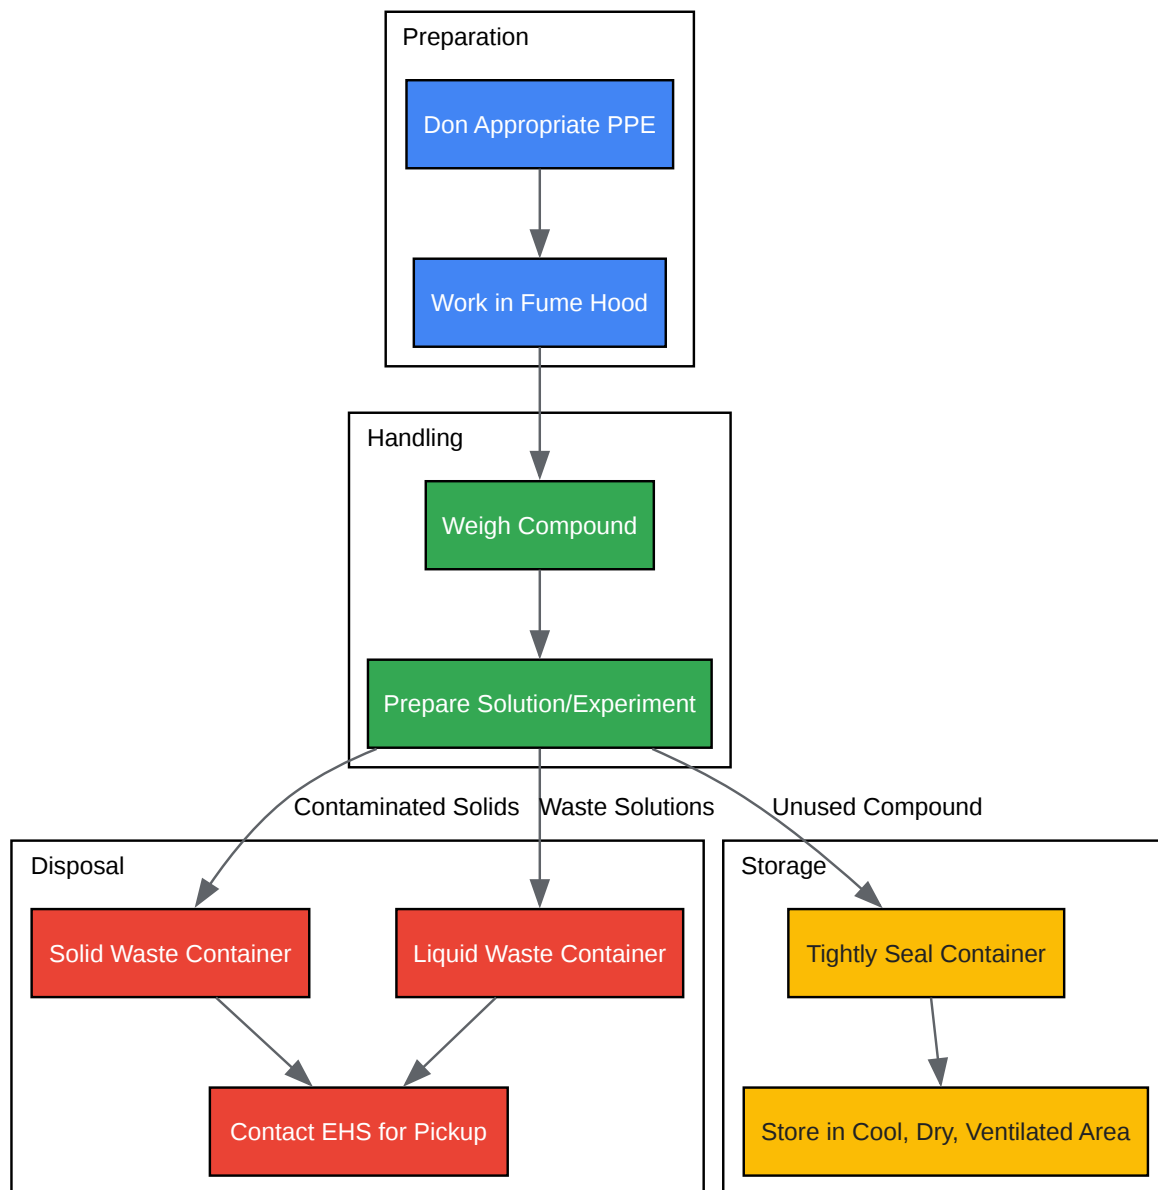 Preparation
Don Appropriate PPE
Work in Fume Hood
Handling
Weigh Compound
Prepare Solution/Experiment
Contaminated Solids
Waste Solutions
Unused Compound
Disposal
Storage
Solid Waste Container
Liquid Waste Container
Tightly Seal Container
Contact EHS for Pickup
Store in Cool, Dry, Ventilated Area